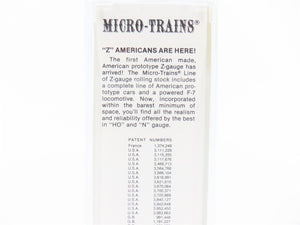 MICRO-TRAINS®
"Z" AMERICANS ARE HERE!
The first American made,
American prototype Z-gauge has
arrived! The Micro-Trains® Line
of Z-gauge rolling stock includes
a complete line of American pro-
totype cars and a powered F-7
locomotive. Now, incorporated
within the barest minimum of
space, you'll find all the realism
and reliability offered by the best
in "HO" and "N" gauge.
PATENT NUMBERS
France
U.S.A.
U.S.A.
U.S.A.
U.S.A.
U.S.A.
U.S.A.
U.S.A.
U.S.A.
U.S.A.
U.S.A.
U.S.A.
U.S.A.
U.S.A.
G.B.
G.B.